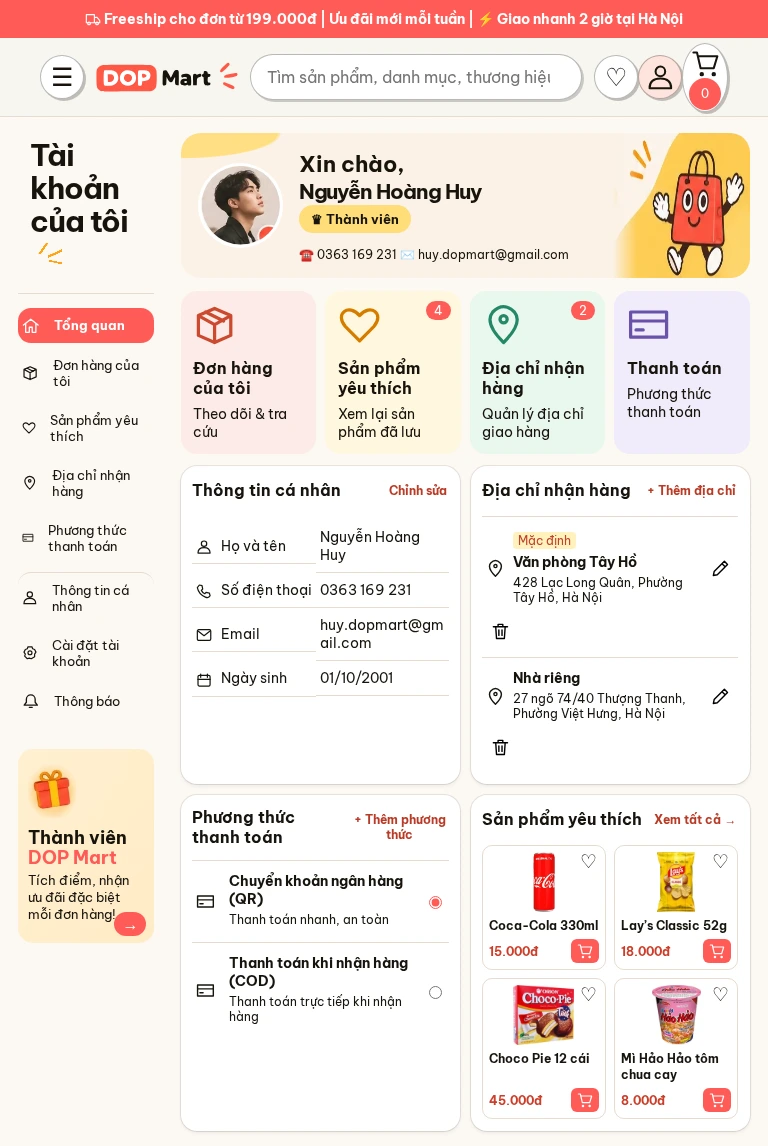 Freeship cho đơn từ 199.000đ | Ưu đãi mới mỗi tuần | ⚡ Giao nhanh 2 giờ tại Hà Nội
DOP Mart
Tìm sản phẩm, danh mục, thương hiệu
0
Tài
khoản
của tôi
Tổng quan
Đơn hàng của
tôi
Sản phẩm yêu
thích
Địa chỉ nhận
hàng
Phương thức
thanh toán
Thông tin cá
nhân
Cài đặt tài
khoản
Thông báo
Thành viên
DOP Mart
Tích điểm, nhận
ưu đãi đặc biệt
mỗi đơn hàng!
→
Xin chào,
Nguyễn Hoàng Huy
♛ Thành viên
☎️ 0363 169 231 ✉️ huy.dopmart@gmail.com
Đơn hàng
của tôi
Theo dõi & tra
cứu
4
Sản phẩm
yêu thích
Xem lại sản
phẩm đã lưu
2
Địa chỉ nhận
hàng
Quản lý địa chỉ
giao hàng
Thanh toán
Phương thức
thanh toán
Thông tin cá nhân
Chỉnh sửa
Họ và tên
Nguyễn Hoàng
Huy
Số điện thoại
0363 169 231
Email
huy.dopmart@gm
ail.com
Ngày sinh
01/10/2001
Địa chỉ nhận hàng
+ Thêm địa chỉ
Mặc định
Văn phòng Tây Hồ
428 Lạc Long Quân, Phường
Tây Hồ, Hà Nội
Nhà riêng
27 ngõ 74/40 Thượng Thanh,
Phường Việt Hưng, Hà Nội
Phương thức
thanh toán
+ Thêm phương
thức
Chuyển khoản ngân hàng
(QR)
Thanh toán nhanh, an toàn
Thanh toán khi nhận hàng
(COD)
Thanh toán trực tiếp khi nhận
hàng
Sản phẩm yêu thích
Xem tất cả →
Coca-Cola
Coca-Cola 330ml
15.000đ
Lay's
Lay's Classic 52g
18.000đ
ORION
Choco·Pie
Choco Pie 12 cái
45.000đ
Hảo Hảo
Mì Hảo Hảo tôm
chua cay
8.000đ